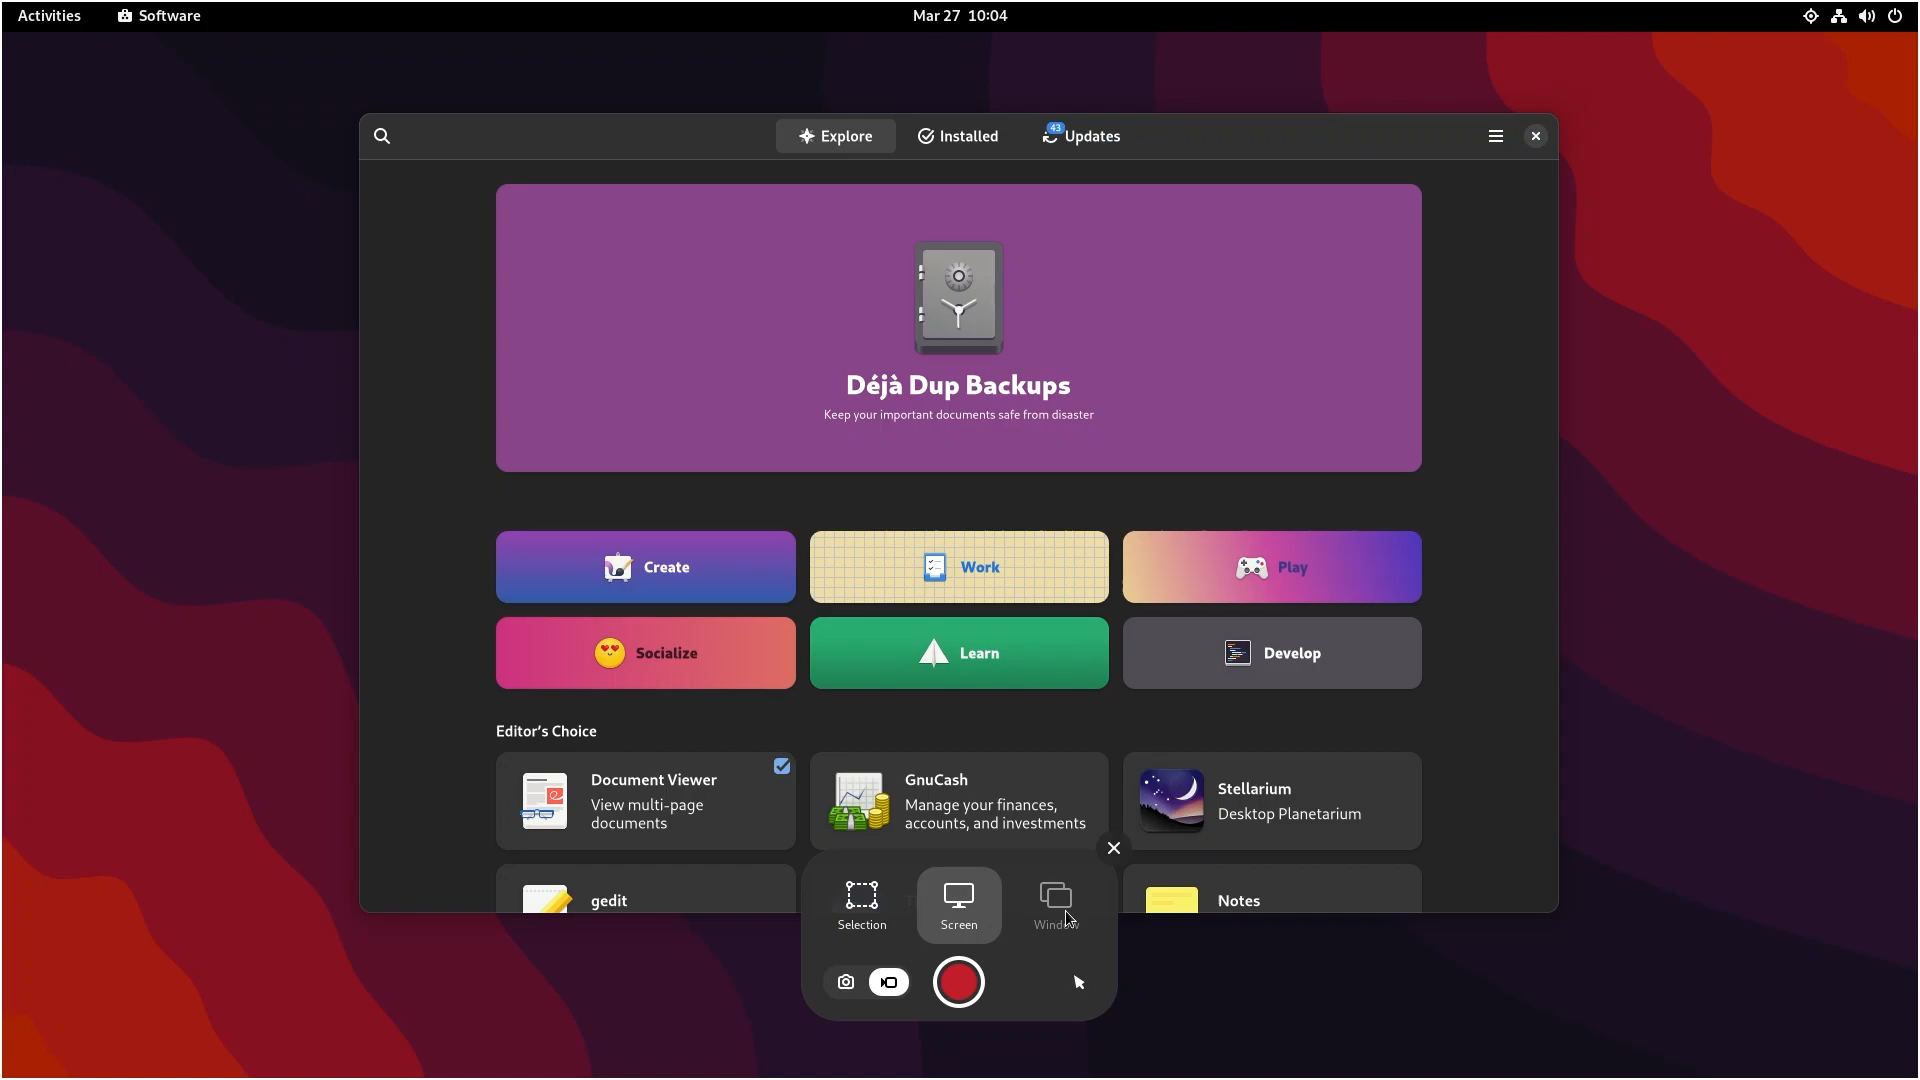 Activities
Software
Mar 27 10:04
Explore
Installed
43
Updates
Déjà Dup Backups
Keep your important documents safe from disaster
Create
Work
Play
Socialize
Learn
Develop
Editor’s Choice
Document Viewer
View multi-page
documents
GnuCash
Manage your finances,
accounts, and investments
Stellarium
Desktop Planetarium
gedit
Notes
Selection
Screen
Window